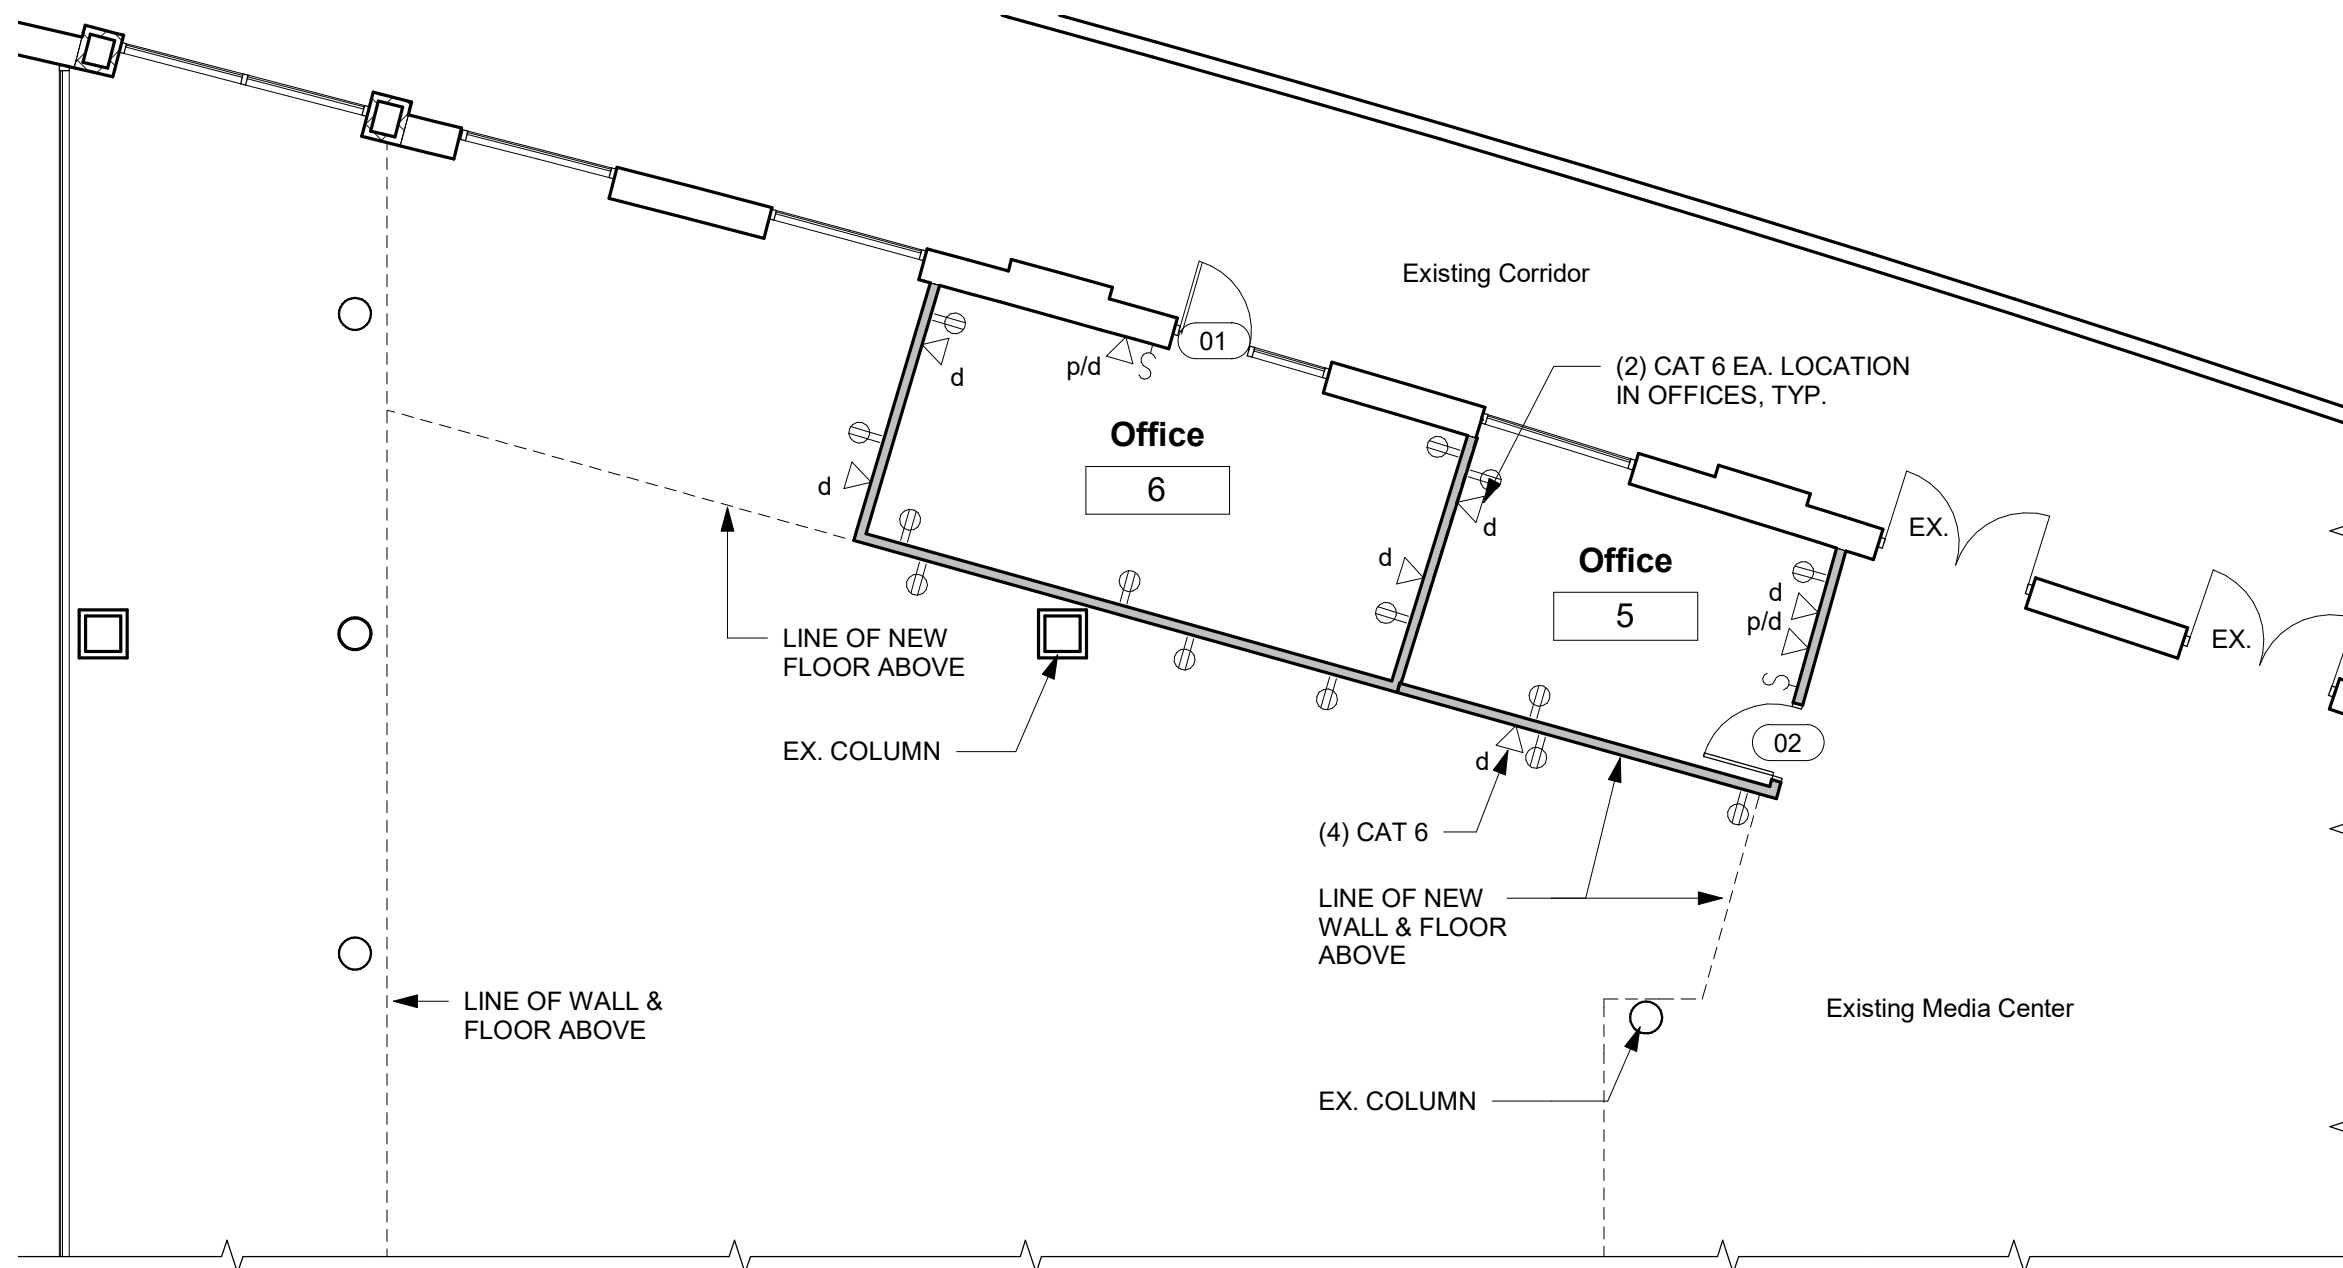 Existing Corridor
01
p/d
S
d
(2) CAT 6 EA. LOCATION
IN OFFICES, TYP.
Office
6
d
d
d
EX.
Office
5
d
p/d
S
EX.
LINE OF NEW
FLOOR ABOVE
EX. COLUMN
02
d
(4) CAT 6
LINE OF NEW
WALL & FLOOR
ABOVE
LINE OF WALL &
FLOOR ABOVE
Existing Media Center
EX. COLUMN